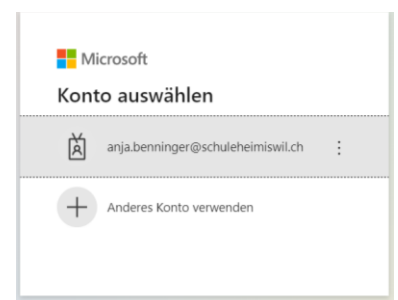 Microsoft
Konto auswählen
anja.benninger@schuleheimiswil.ch
Anderes Konto verwenden